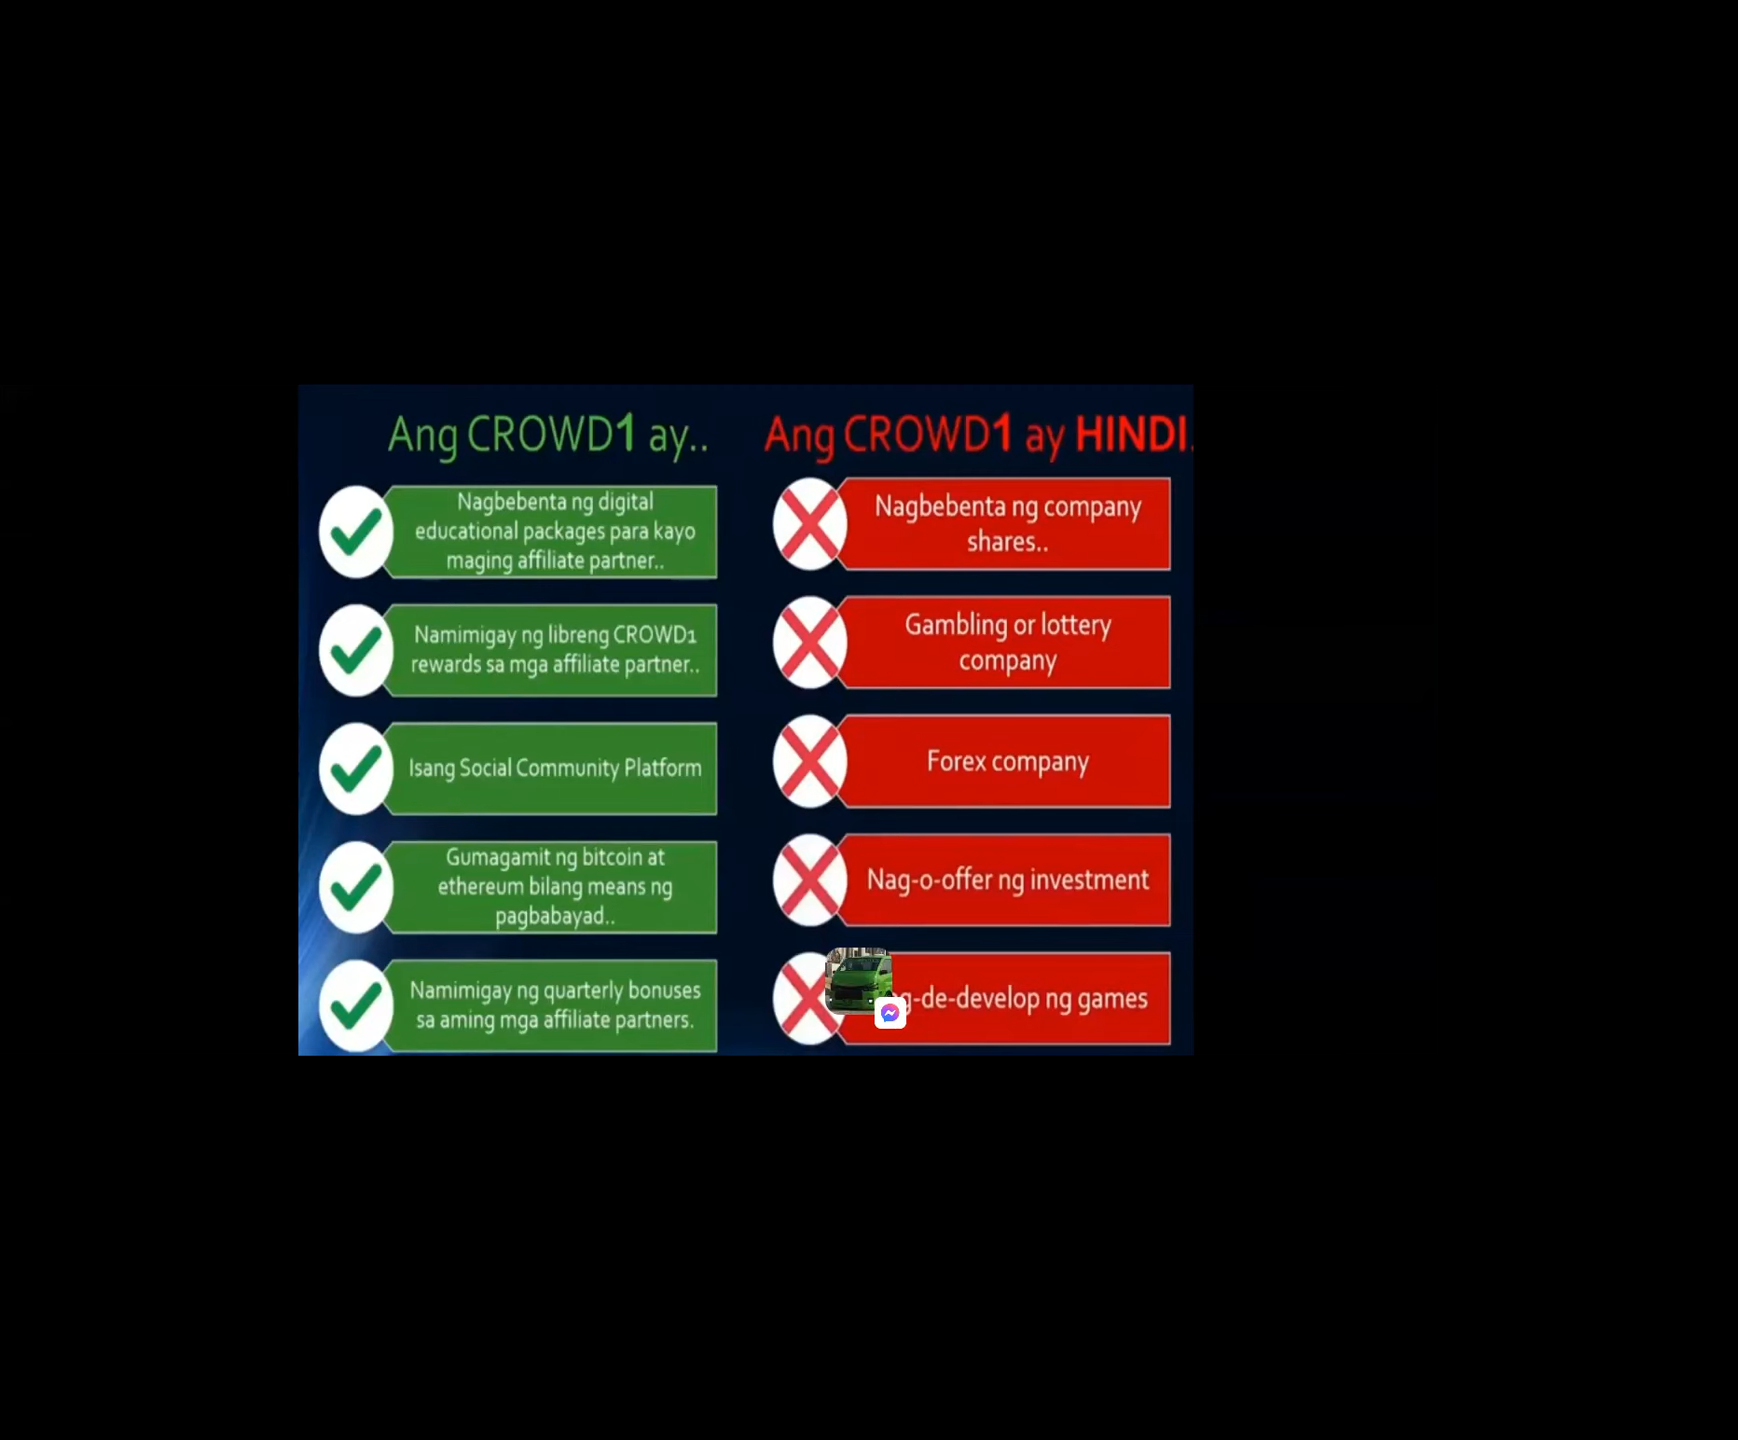 Ang CROWD1 ay..
Nagbebenta ng digital
educational packages para kayo
maging affiliate partner..
Namimigay ng libreng CROWD1
rewards sa mga affiliate partner..
Isang Social Community Platform
Gumagamit ng bitcoin at
ethereum bilang means ng
pagbabayad..
Namimigay ng quarterly bonuses
sa aming mga affiliate partners.
Ang CROWD1 ay HINDI.
Nagbebenta ng company
shares..
Gambling or lottery
company
Forex company
Nag-o-offer ng investment
g-de-develop ng games